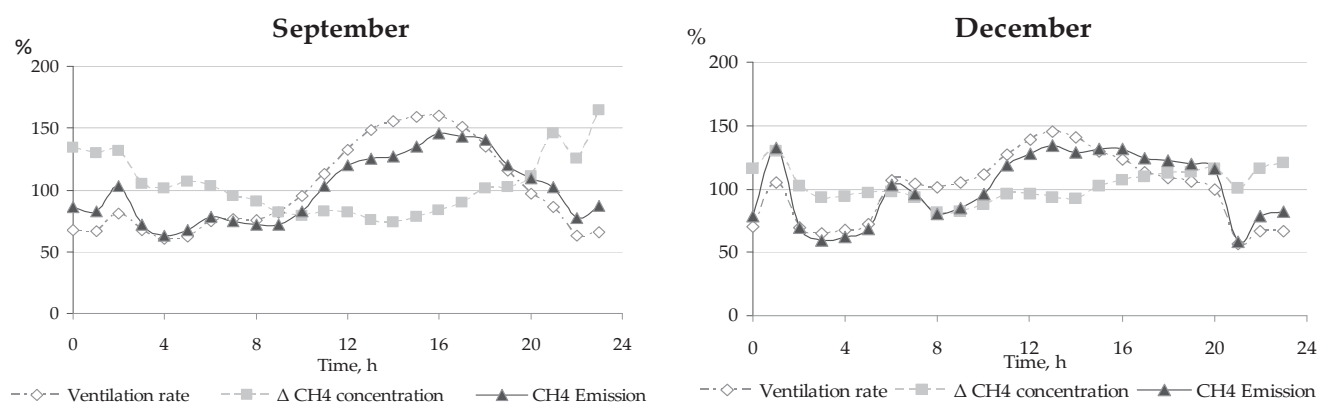 September
%
200
150
100
50
0
0 4 8 12 16 20 24
Time, h
Ventilation rate Δ CH4 concentration CH4 Emission
December
%
200
150
100
50
0
0 4 8 12 16 20 24
Time, h
Ventilation rate Δ CH4 concentration CH4 Emission